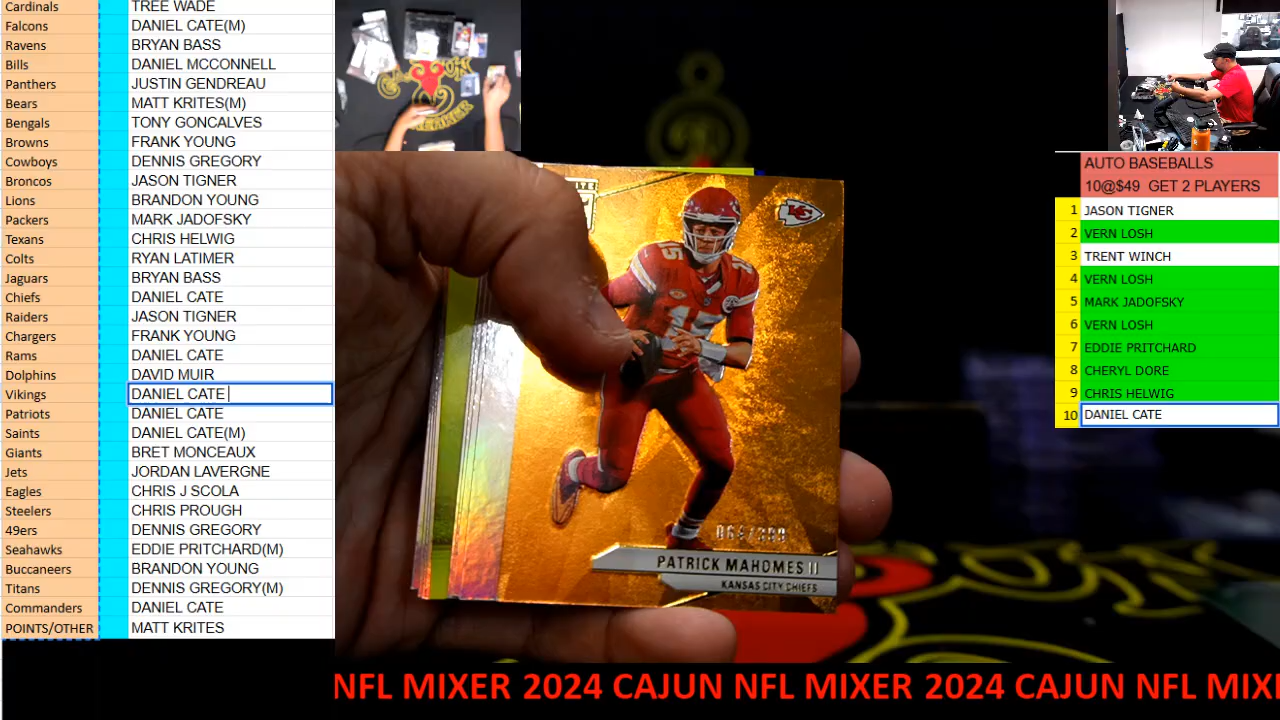 Cardinals TREE WADE
Falcons DANIEL CATE(M)
Ravens BRYAN BASS
Bills DANIEL MCCONNELL
Panthers JUSTIN GENDREAU
Bears MATT KRITES(M)
Bengals TONY GONCALVES
Browns FRANK YOUNG
Cowboys DENNIS GREGORY
Broncos JASON TIGNER
Lions BRANDON YOUNG
Packers MARK JADOFSKY
Texans CHRIS HELWIG
Colts RYAN LATIMER
Jaguars BRYAN BASS
Chiefs DANIEL CATE
Raiders JASON TIGNER
Chargers FRANK YOUNG
Rams DANIEL CATE
Dolphins DAVID MUIR
Vikings DANIEL CATE
Patriots DANIEL CATE
Saints DANIEL CATE(M)
Giants BRET MONCEAUX
Jets JORDAN LAVERGNE
Eagles CHRIS J SCOLA
Steelers CHRIS PROUGH
49ers DENNIS GREGORY
Seahawks EDDIE PRITCHARD(M)
Buccaneers BRANDON YOUNG
Titans DENNIS GREGORY(M)
Commanders DANIEL CATE
POINTS/OTHER MATT KRITES
15
15
PATRICK MAHOMES II
KANSAS CITY CHIEFS
AUTO BASEBALLS
10@$49 GET 2 PLAYERS
1 JASON TIGNER
2 VERN LOSH
3 TRENT WINCH
4 VERN LOSH
5 MARK JADOFSKY
6 VERN LOSH
7 EDDIE PRITCHARD
8 CHERYL DORE
9 CHRIS HELWIG
10 DANIEL CATE
NFL MIXER 2024 CAJUN NFL MIXER 2024 CAJUN NFL MIXI